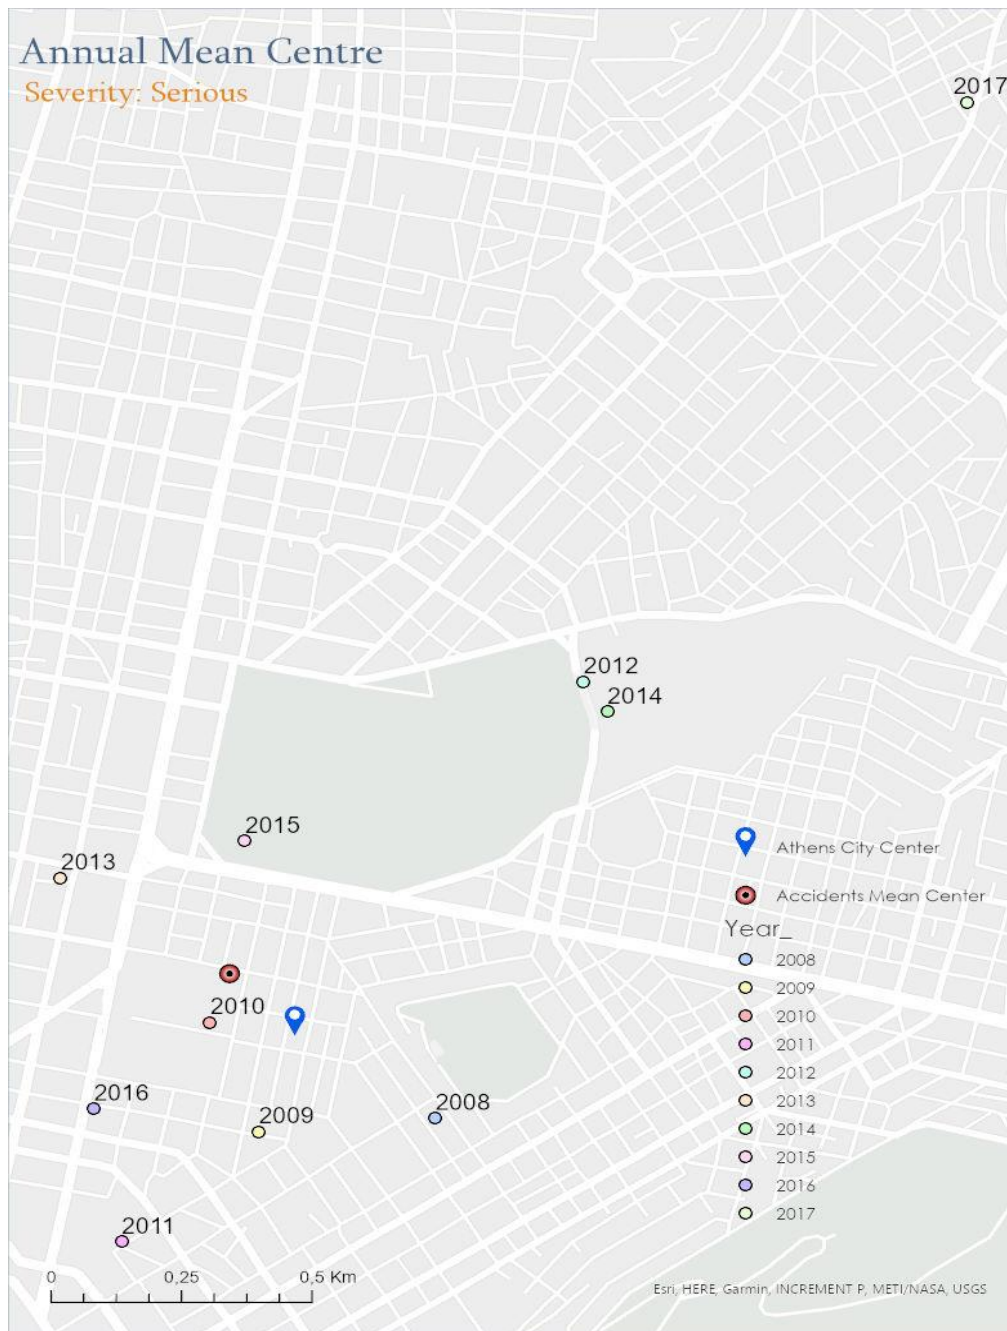 Annual Mean Centre
Severity: Serious
2017
2012
2014
2015
2013
Athens City Center
Accidents Mean Center
Year_
2008
2009
2010
2011
2012
2013
2014
2015
2016
2017
2010
2016
2009
2008
2011
0 0,25 0,5 Km
Esri, HERE, Garmin, INCREMENT P, METI/NASA, USGS